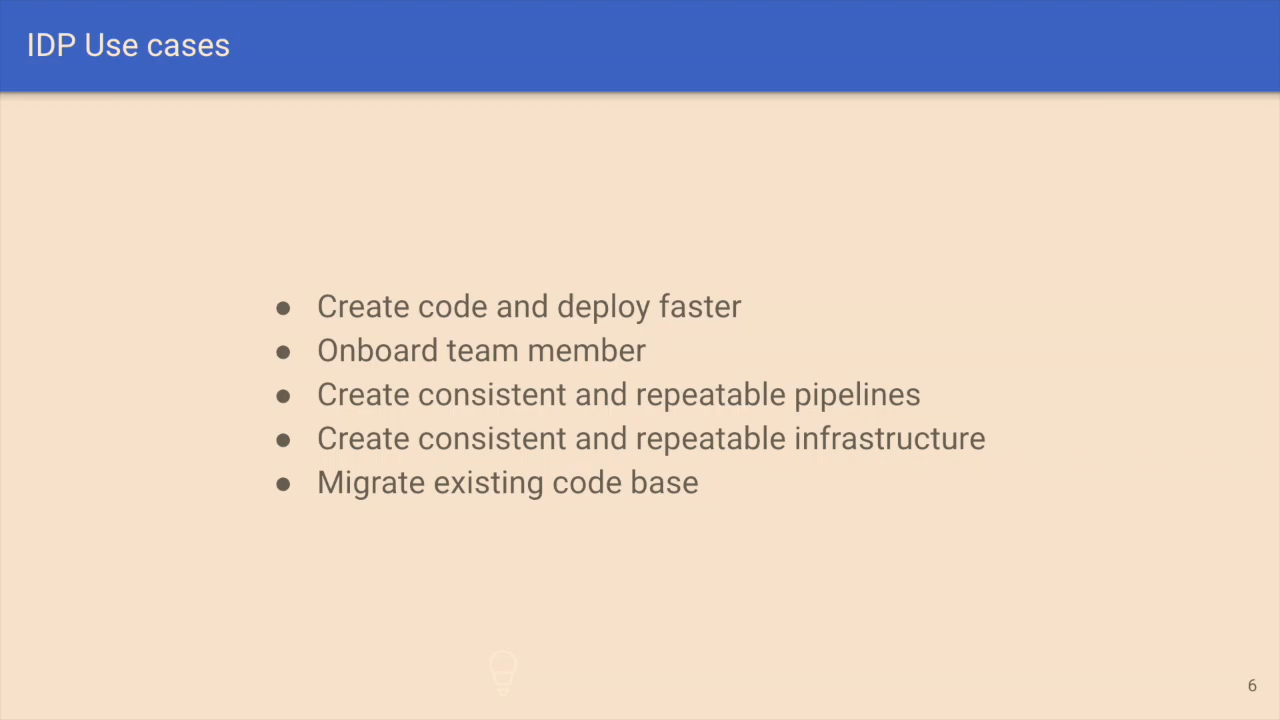 IDP Use cases
● Create code and deploy faster
● Onboard team member
● Create consistent and repeatable pipelines
● Create consistent and repeatable infrastructure
● Migrate existing code base
6